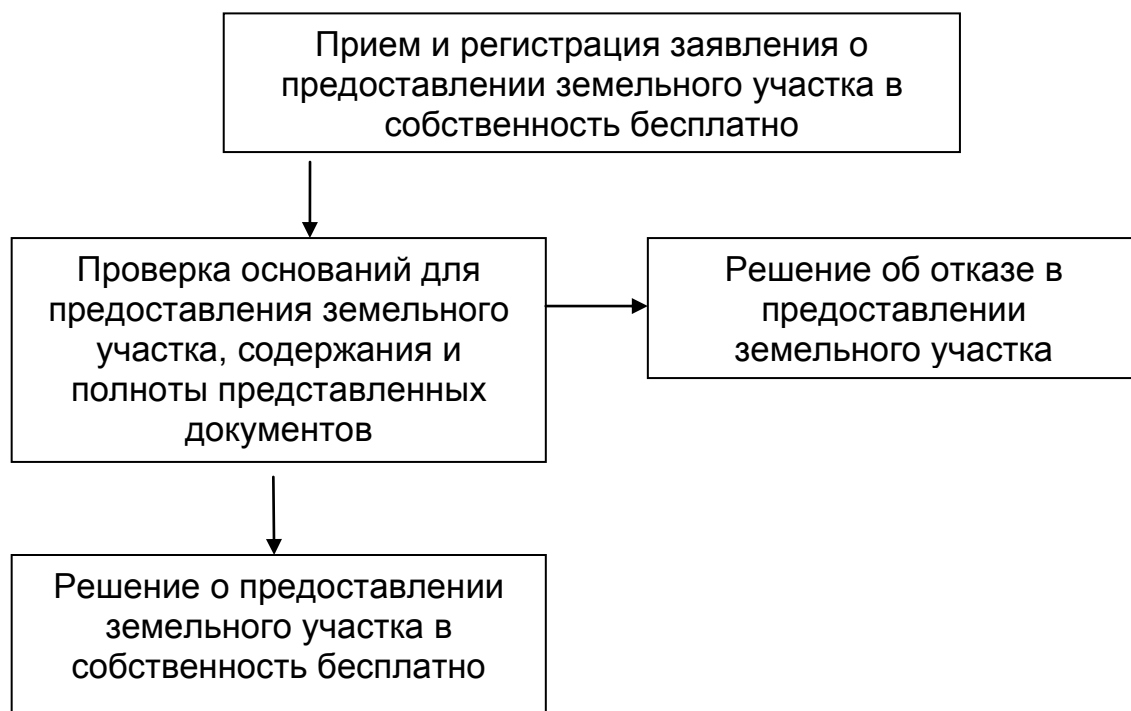 Прием и регистрация заявления о
предоставлении земельного участка в
собственность бесплатно
Проверка оснований для
предоставления земельного
участка, содержания и
полноты представленных
документов
Решение об отказе в
предоставлении
земельного участка
Решение о предоставлении
земельного участка в
собственность бесплатно